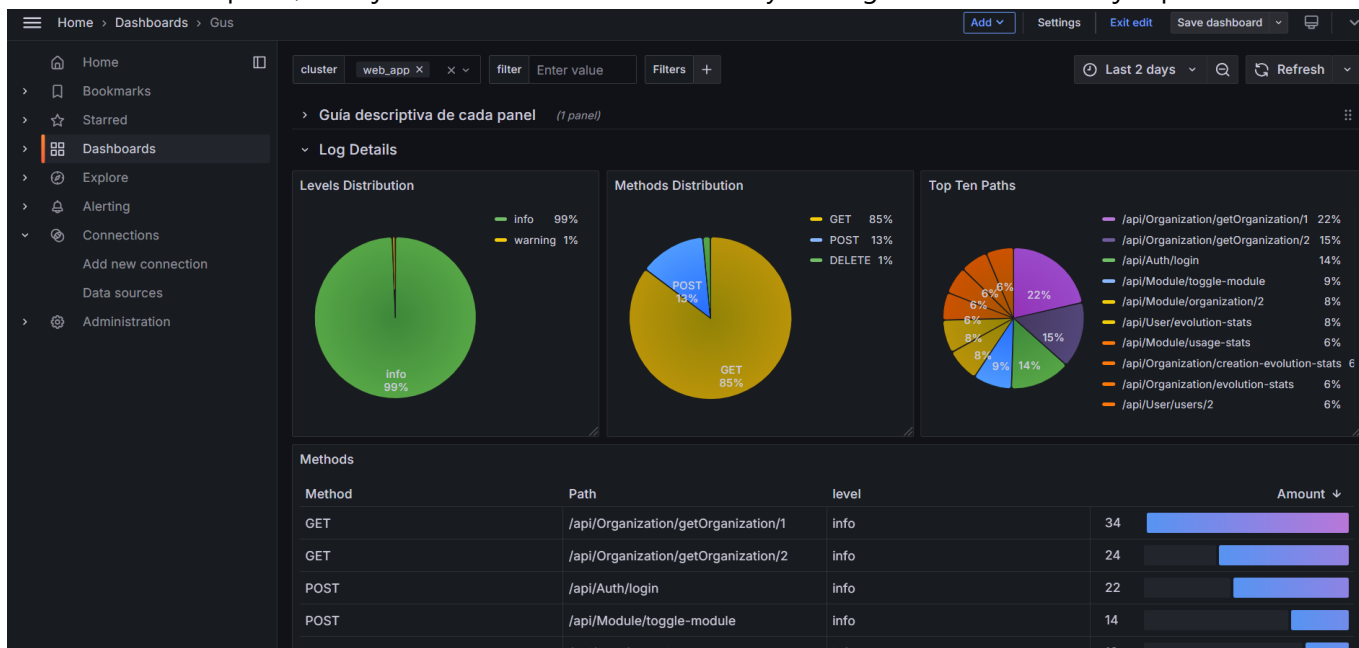 Home > Dashboards > Gus
Add
Settings
Exit edit
Save dashboard
Home
Bookmarks
Starred
Dashboards
Explore
Alerting
Connections
Add new connection
Data sources
Administration
cluster web_app × ×
filter Enter value
Filters +
Last 2 days
Refresh
Guía descriptiva de cada panel (1 panel)
Log Details
Levels Distribution
info 99%
warning 1%
info
99%
Methods Distribution
GET 85%
POST 13%
DELETE 1%
POST
13%
GET
85%
Top Ten Paths
/api/Organization/getOrganization/1 22%
/api/Organization/getOrganization/2 15%
/api/Auth/login 14%
/api/Module/toggle-module 9%
/api/Module/organization/2 8%
/api/User/evolution-stats 8%
/api/Module/usage-stats 6%
/api/Organization/creation-evolution-stats 6
/api/Organization/evolution-stats 6%
/api/User/users/2 6%
22%
15%
14%
9%
8%
8%
6%
6%
6%
6%
Methods
Method Path level Amount ↓
GET /api/Organization/getOrganization/1 info 34
GET /api/Organization/getOrganization/2 info 24
POST /api/Auth/login info 22
POST /api/Module/toggle-module info 14